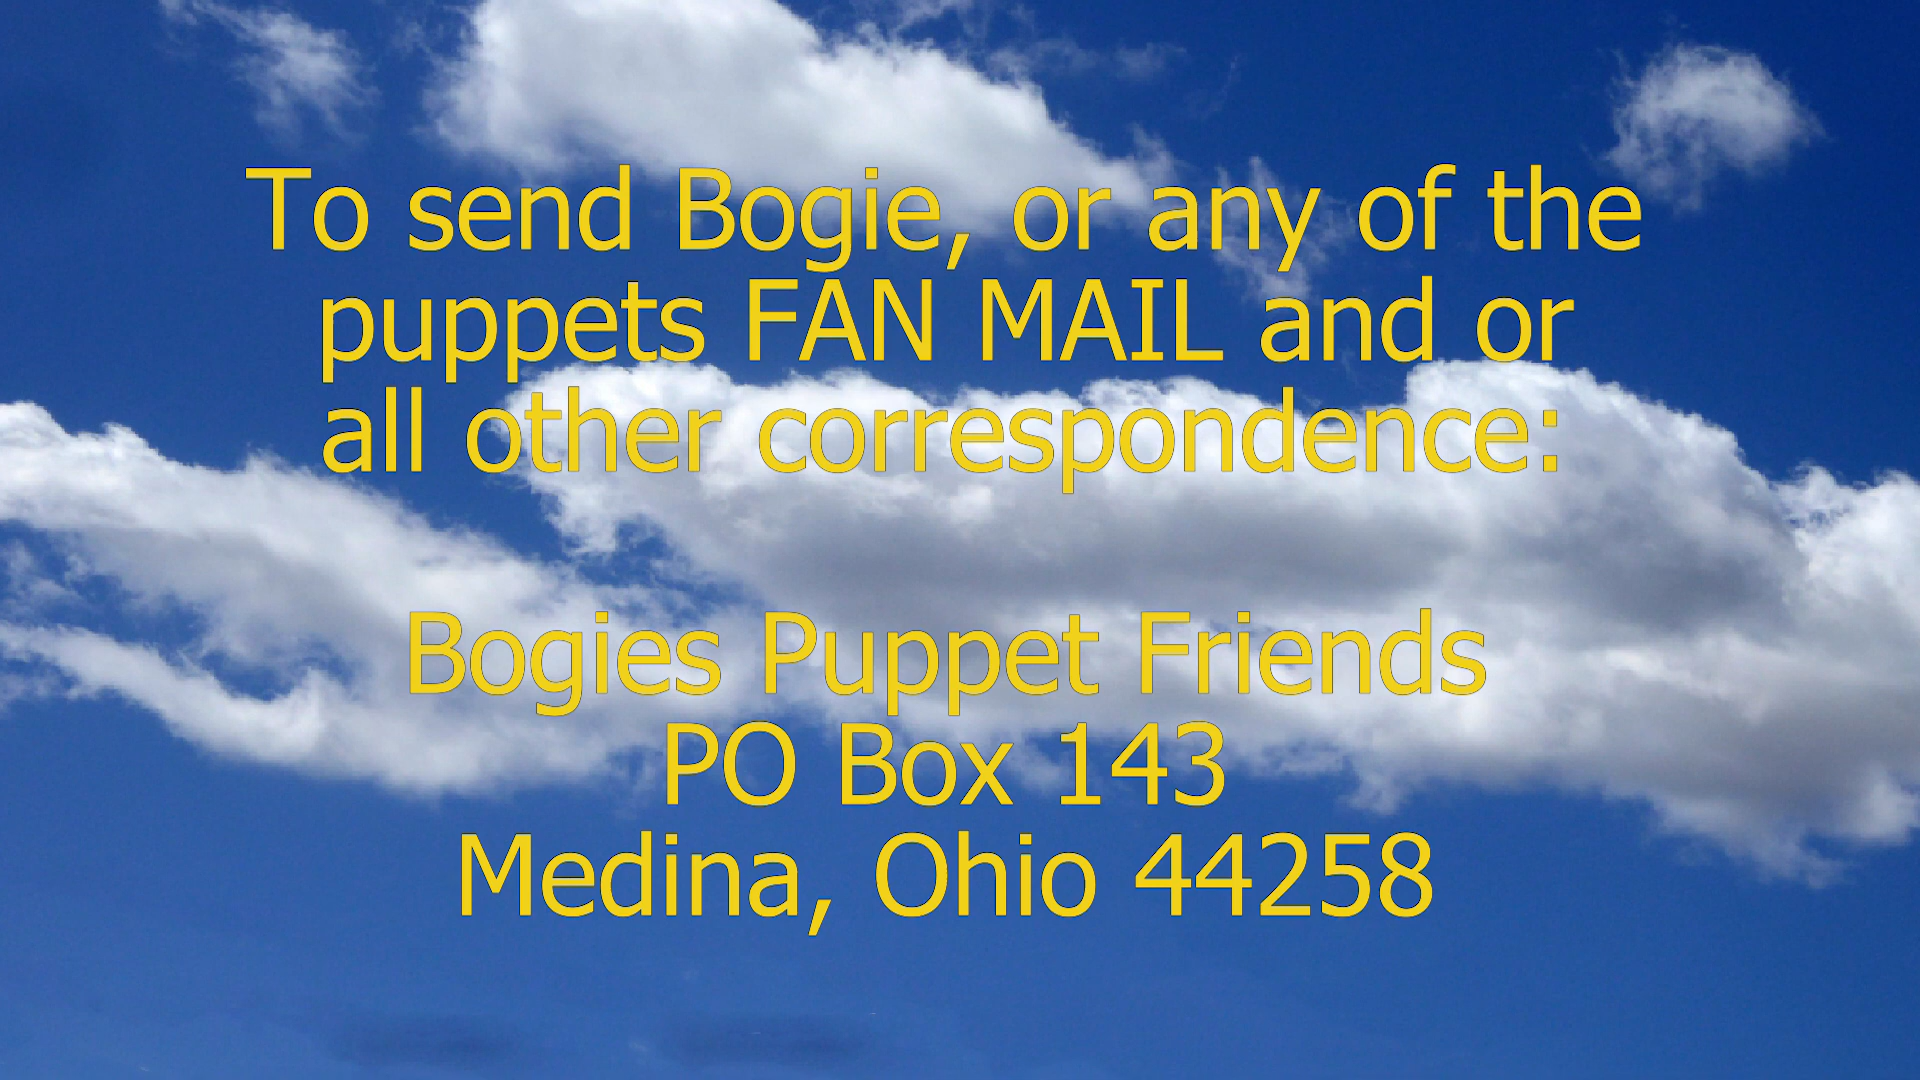 To send Bogie, or any of the
puppets FAN MAIL and or
all other correspondence:
Bogies Puppet Friends
PO Box 143
Medina, Ohio 44258